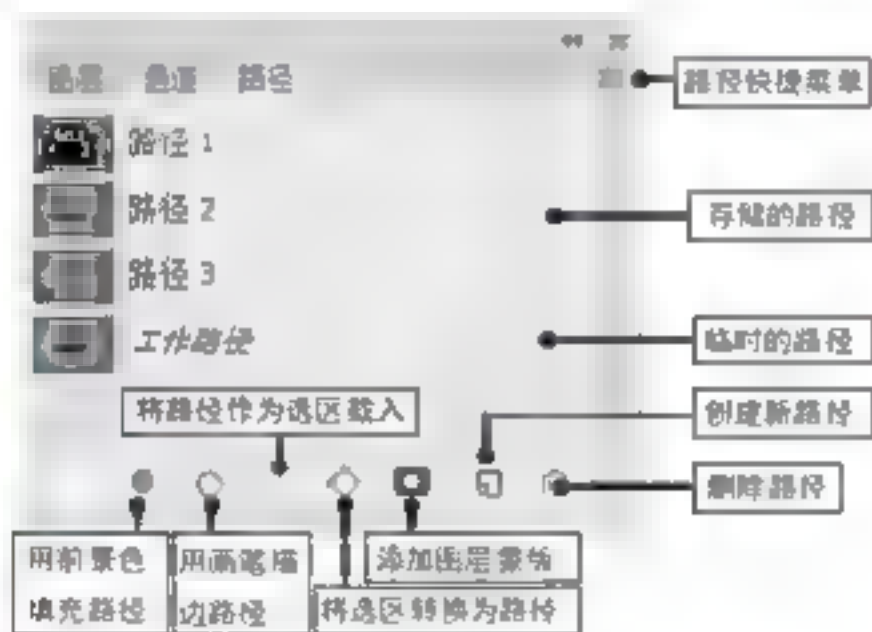 图层 通道 路径
路径快捷菜单
路径 1
路径 2
存储的路径
路径 3
工作路径
临时的路径
将路径作为选区载入
创建新路径
删除路径
用前景色
填充路径
用画笔描
边路径
添加图层蒙版
将选区转换为路径